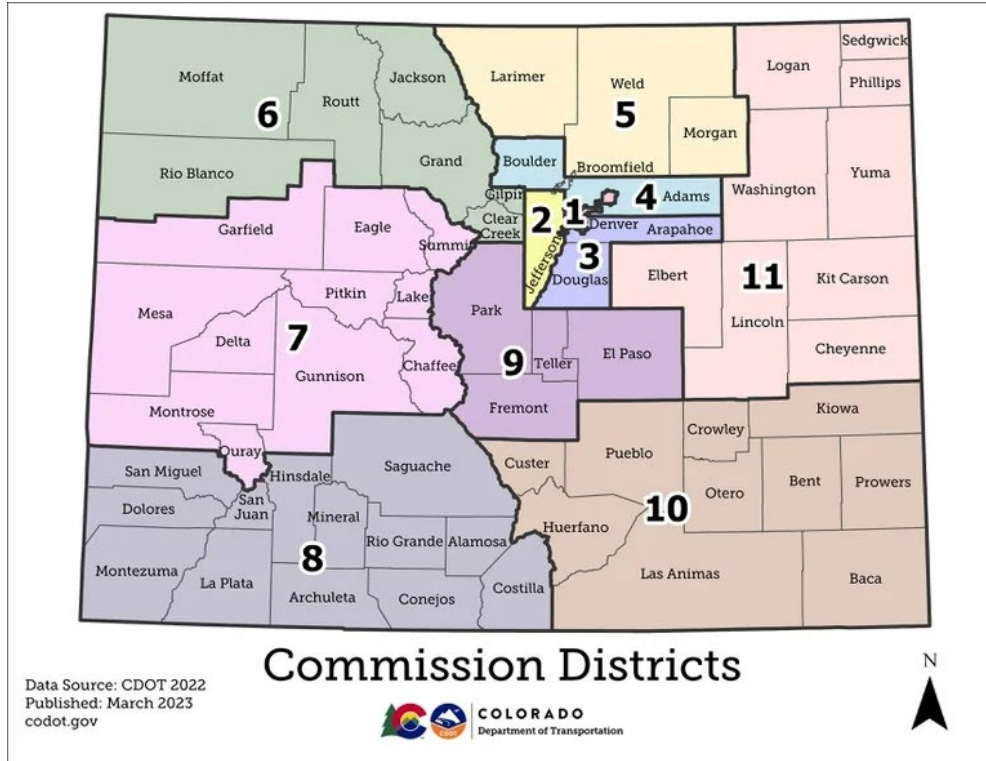 Moffat
Routt
Jackson
Larimer
Weld
Logan
Sedgwick
Phillips
6
5
Morgan
Rio Blanco
Grand
Boulder
Broomfield
Washington
Yuma
Gilpin
4
Adams
Clear
Creek
2
1
Denver
Arapahoe
Garfield
Eagle
Summi
Jefferson
3
Douglas
Elbert
11
Kit Carson
Mesa
Pitkin
Lake
Park
Lincoln
Delta
7
Gunnison
Chaffee
9
Teller
El Paso
Cheyenne
Montrose
Fremont
Kiowa
Ouray
Crowley
San Miguel
Hinsdale
Saguache
Custer
Pueblo
Dolores
San
Juan
Mineral
Otero
Bent
Prowers
10
Huerfano
Rio Grande
Alamosa
8
Montezuma
La Plata
Archuleta
Conejos
Costilla
Las Animas
Baca
Commission Districts
N
Data Source: CDOT 2022
Published: March 2023
codot.gov
CDOT
COLORADO
Department of Transportation